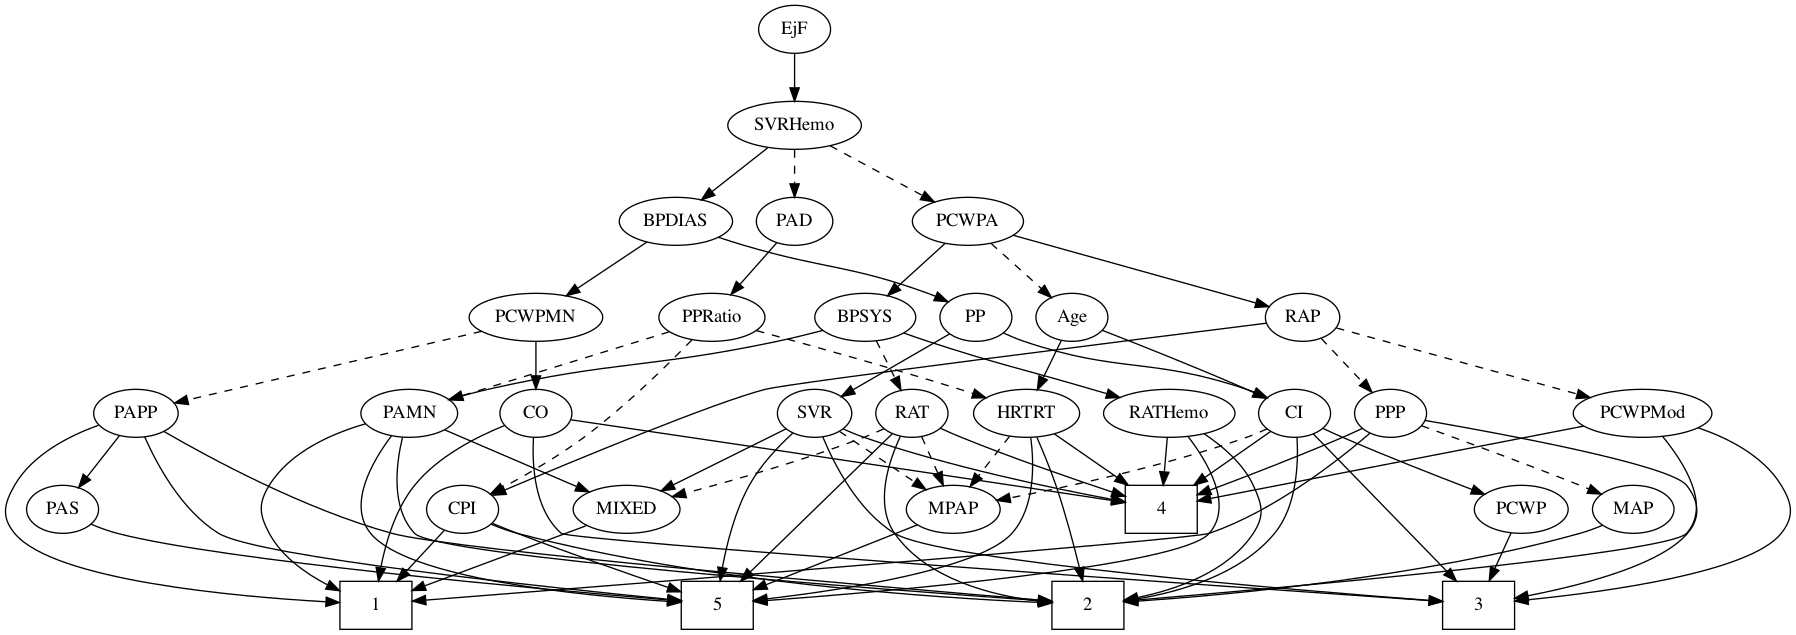 EjF
SVRHemo
BPDIAS
PAD
PCWPA
PCWPMN
PPRatio
BPSYS
PP
Age
RAP
PAPP
PAMN
CO
SVR
RAT
HRTRT
RATHemo
CI
PPP
PCWPMod
PAS
CPI
MIXED
MPAP
4
PCWP
MAP
1
5
2
3